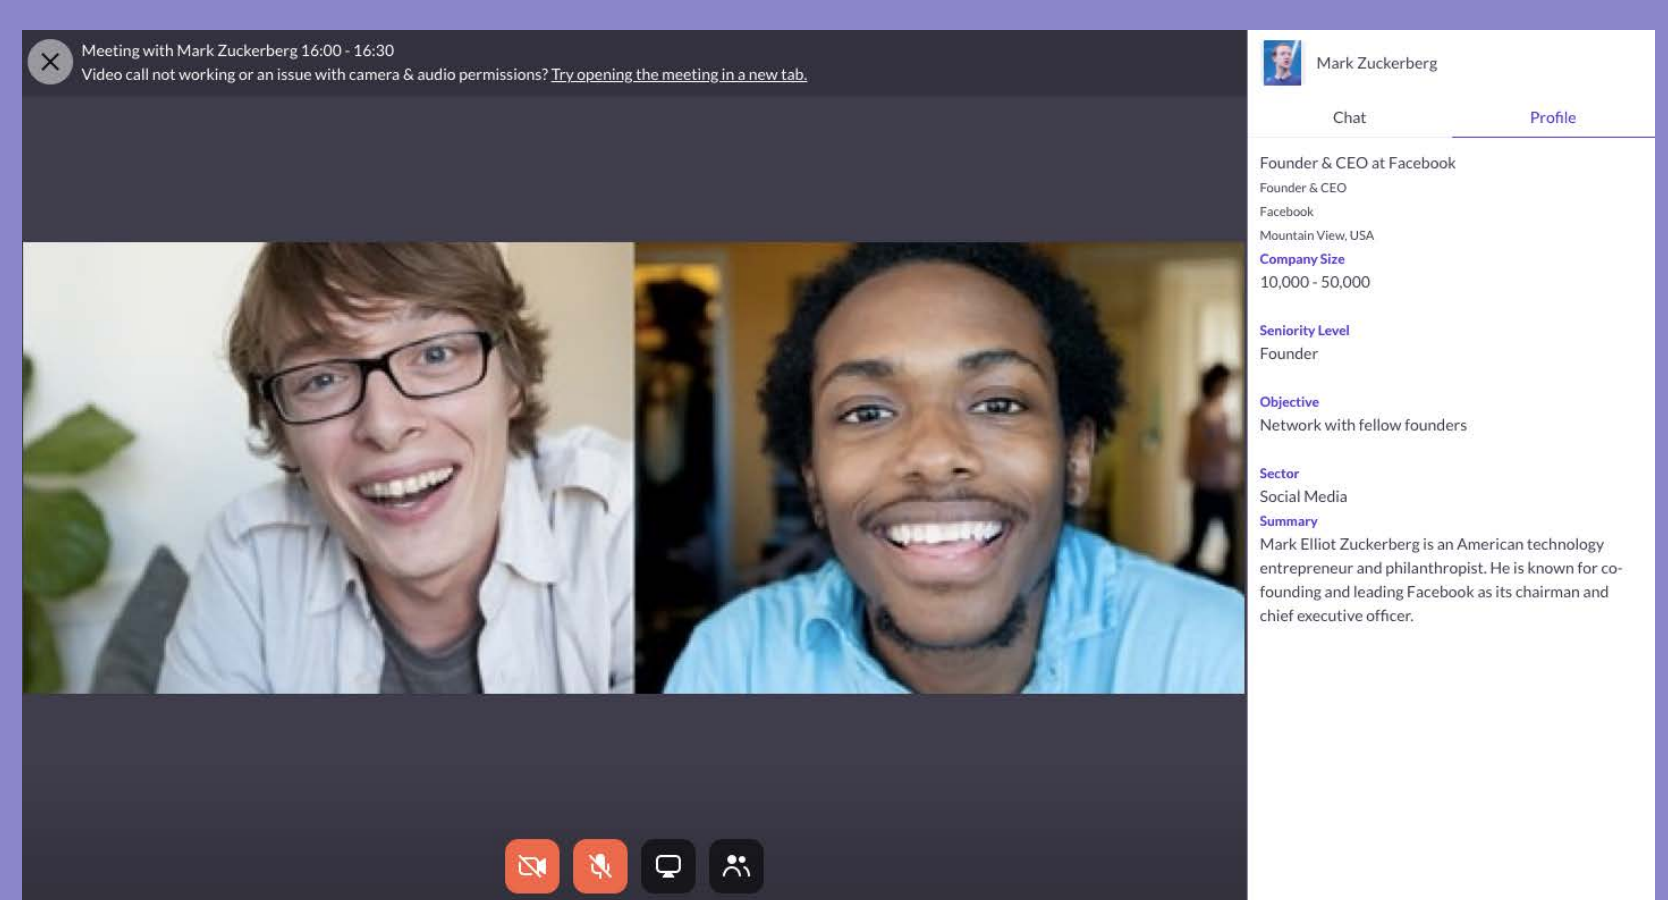 Meeting with Mark Zuckerberg 16:00 - 16:30
Video call not working or an issue with camera & audio permissions? Try opening the meeting in a new tab.
Mark Zuckerberg
Chat
Profile
Founder & CEO at Facebook
Founder & CEO
Facebook
Mountain View, USA
Company Size
10,000 - 50,000
Seniority Level
Founder
Objective
Network with fellow founders
Sector
Social Media
Summary
Mark Elliot Zuckerberg is an American technology
entrepreneur and philanthropist. He is known for co-
founding and leading Facebook as its chairman and
chief executive officer.